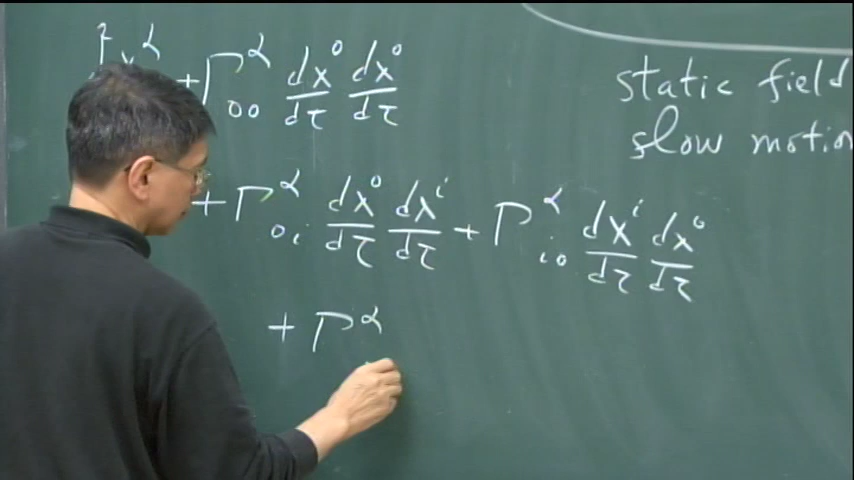 ² x^α + Γ^α_00 dx^0/dτ dx^0/dτ
+ Γ^α_0i dx^0/dτ dx^i/dτ + Γ^α_i0 dx^i/dτ dx^0/dτ
+ Γ^α
static field
slow motion